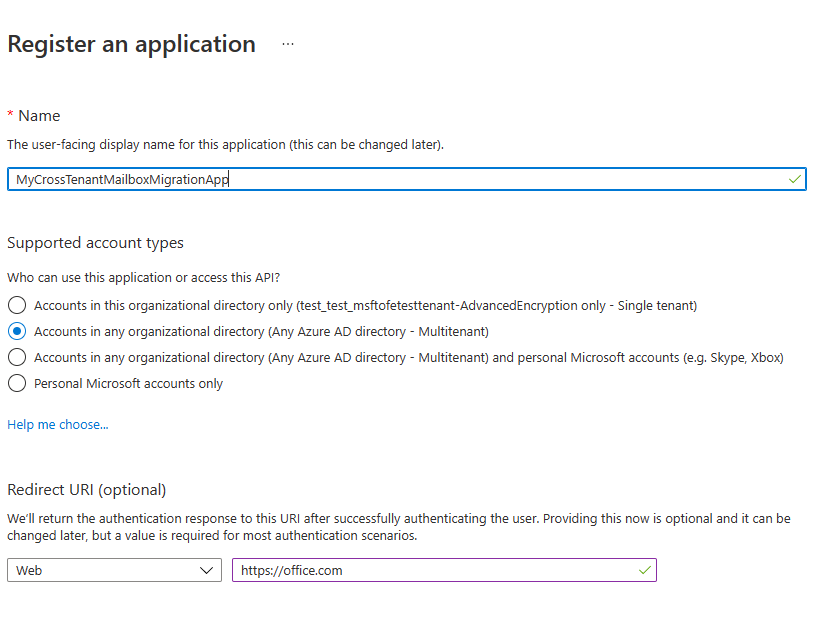 Register an application ...
* Name
The user-facing display name for this application (this can be changed later).
MyCrossTenantMailboxMigrationApp
Supported account types
Who can use this application or access this API?
Accounts in this organizational directory only (test_test_msftofetesttenant-AdvancedEncryption only - Single tenant)
Accounts in any organizational directory (Any Azure AD directory - Multitenant)
Accounts in any organizational directory (Any Azure AD directory - Multitenant) and personal Microsoft accounts (e.g. Skype, Xbox)
Personal Microsoft accounts only
Help me choose...
Redirect URI (optional)
We'll return the authentication response to this URI after successfully authenticating the user. Providing this now is optional and it can be
changed later, but a value is required for most authentication scenarios.
Web https://office.com